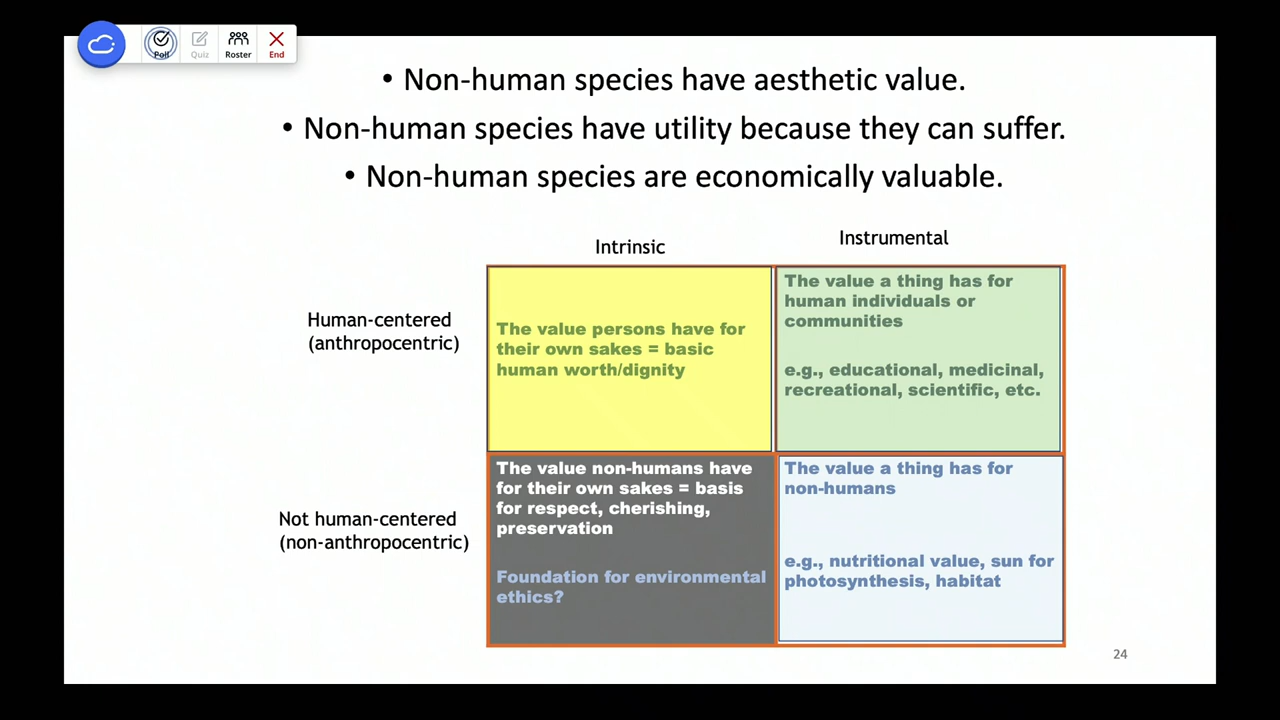 Poll
Quiz
Roster
End
• Non-human species have aesthetic value.
• Non-human species have utility because they can suffer.
• Non-human species are economically valuable.
Intrinsic
Instrumental
Human-centered
(anthropocentric)
The value persons have for
their own sakes = basic
human worth/dignity
The value a thing has for
human individuals or
communities
e.g., educational, medicinal,
recreational, scientific, etc.
Not human-centered
(non-anthropocentric)
The value non-humans have
for their own sakes = basis
for respect, cherishing,
preservation
Foundation for environmental
ethics?
The value a thing has for
non-humans
e.g., nutritional value, sun for
photosynthesis, habitat
24